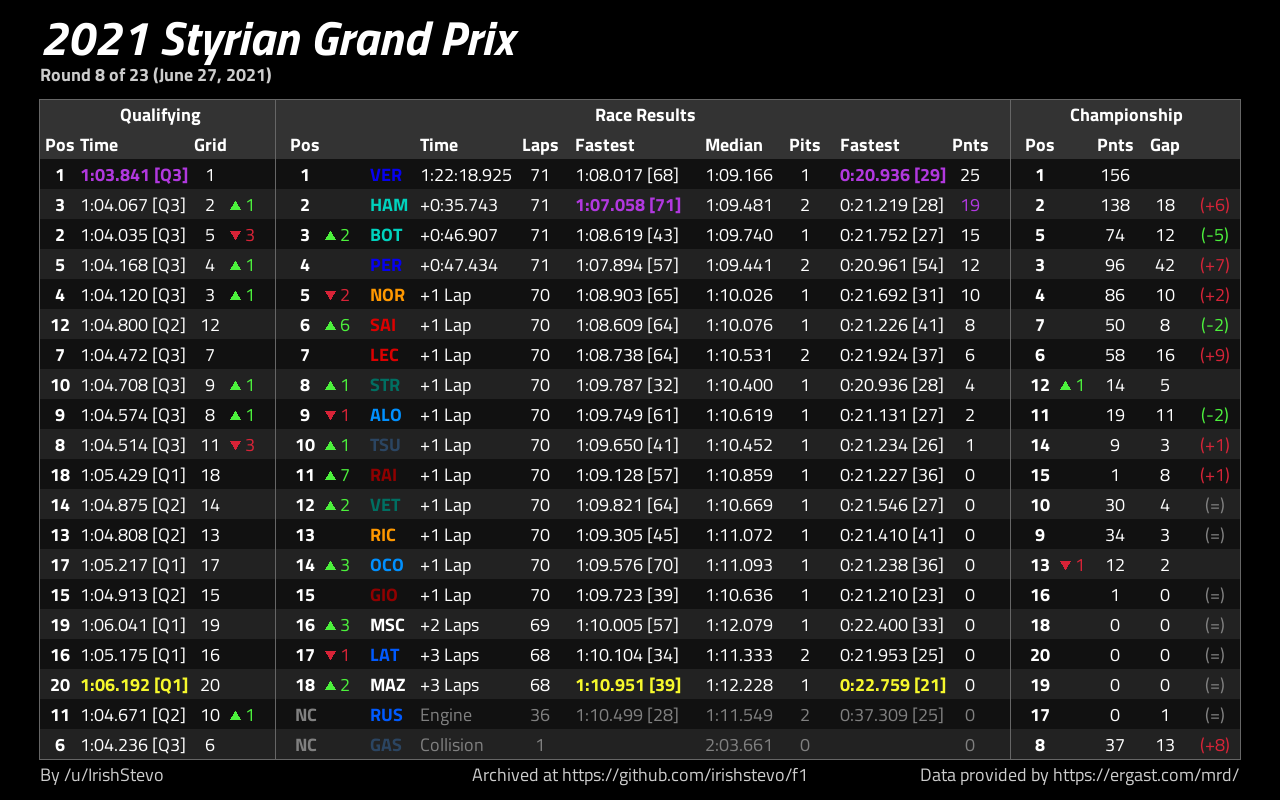 2021 Styrian Grand Prix
Round 8 of 23 (June 27, 2021)
Qualifying Race Results Championship
Pos Time Grid Pos Time Laps Fastest Median Pits Fastest Pnts Pos Pnts Gap
1 1:03.841 [Q3] 1 1 VER 1:22:18.925 71 1:08.017 [68] 1:09.166 1 0:20.936 [29] 25 1 156
3 1:04.067 [Q3] 2 ▲1 2 HAM +0:35.743 71 1:07.058 [71] 1:09.481 2 0:21.219 [28] 19 2 138 18 (+6)
2 1:04.035 [Q3] 5 ▼3 3 ▲2 BOT +0:46.907 71 1:08.619 [43] 1:09.740 1 0:21.752 [27] 15 5 74 12 (-5)
5 1:04.168 [Q3] 4 ▲1 4 PER +0:47.434 71 1:07.894 [57] 1:09.441 2 0:20.961 [54] 12 3 96 42 (+7)
4 1:04.120 [Q3] 3 ▲1 5 ▼2 NOR +1 Lap 70 1:08.903 [65] 1:10.026 1 0:21.692 [31] 10 4 86 10 (+2)
12 1:04.800 [Q2] 12 6 ▲6 SAI +1 Lap 70 1:08.609 [64] 1:10.076 1 0:21.226 [41] 8 7 50 8 (-2)
7 1:04.472 [Q3] 7 7 LEC +1 Lap 70 1:08.738 [64] 1:10.531 2 0:21.924 [37] 6 6 58 16 (+9)
10 1:04.708 [Q3] 9 ▲1 8 ▲1 STR +1 Lap 70 1:09.787 [32] 1:10.400 1 0:20.936 [28] 4 12 ▲1 14 5
9 1:04.574 [Q3] 8 ▲1 9 ▼1 ALO +1 Lap 70 1:09.749 [61] 1:10.619 1 0:21.131 [27] 2 11 19 11 (-2)
8 1:04.514 [Q3] 11 ▼3 10 ▲1 TSU +1 Lap 70 1:09.650 [41] 1:10.452 1 0:21.234 [26] 1 14 9 3 (+1)
18 1:05.429 [Q1] 18 11 ▲7 RAI +1 Lap 70 1:09.128 [57] 1:10.859 1 0:21.227 [36] 0 15 1 8 (+1)
14 1:04.875 [Q2] 14 12 ▲2 VET +1 Lap 70 1:09.821 [64] 1:10.669 1 0:21.546 [27] 0 10 30 4 (=)
13 1:04.808 [Q2] 13 13 RIC +1 Lap 70 1:09.305 [45] 1:11.072 1 0:21.410 [41] 0 9 34 3 (=)
17 1:05.217 [Q1] 17 14 ▲3 OCO +1 Lap 70 1:09.576 [70] 1:11.093 1 0:21.238 [36] 0 13 ▼1 12 2
15 1:04.913 [Q2] 15 15 GIO +1 Lap 70 1:09.723 [39] 1:10.636 1 0:21.210 [23] 0 16 1 0 (=)
19 1:06.041 [Q1] 19 16 ▲3 MSC +2 Laps 69 1:10.005 [57] 1:12.079 1 0:22.400 [33] 0 18 0 0 (=)
16 1:05.175 [Q1] 16 17 ▼1 LAT +3 Laps 68 1:10.104 [34] 1:11.333 2 0:21.953 [25] 0 20 0 0 (=)
20 1:06.192 [Q1] 20 18 ▲2 MAZ +3 Laps 68 1:10.951 [39] 1:12.228 1 0:22.759 [21] 0 19 0 0 (=)
11 1:04.671 [Q2] 10 ▲1 NC RUS Engine 36 1:10.499 [28] 1:11.549 2 0:37.309 [25] 0 17 0 1 (=)
6 1:04.236 [Q3] 6 NC GAS Collision 1 2:03.661 0 0 8 37 13 (+8)
By /u/IrishStevo Archived at https://github.com/irishstevo/f1 Data provided by https://ergast.com/mrd/